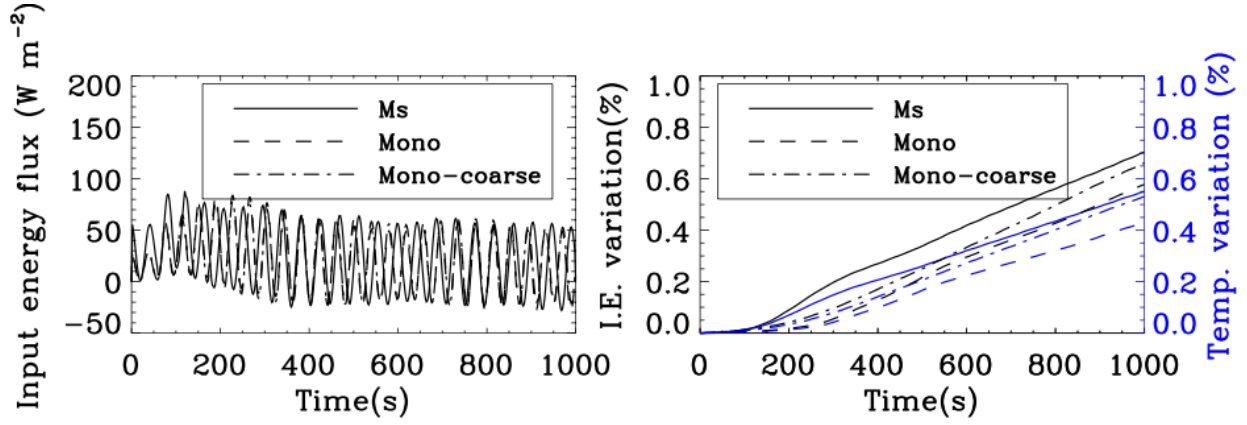 Input energy flux (W m⁻²)
200
150
100
50
0
−50
Ms
Mono
Mono−coarse
0 200 400 600 800 1000
Time(s)
I.E. variation(%)
1.0
0.8
0.6
0.4
0.2
0.0
Ms
Mono
Mono−coarse
0 200 400 600 800 1000
Time(s)
1.0
0.8
0.6
0.4
0.2
0.0
Temp. variation (%)